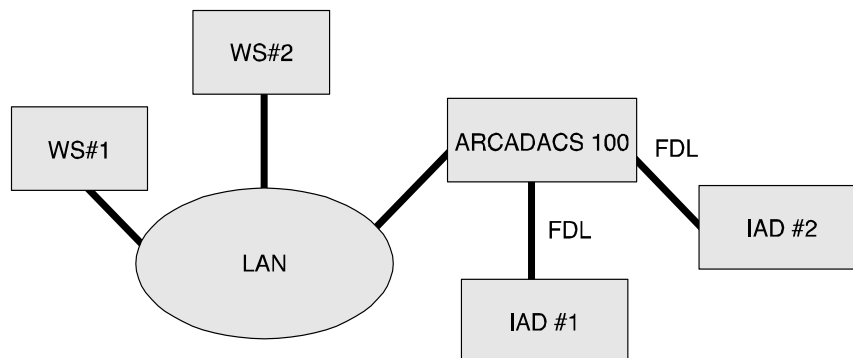 WS#2
WS#1
ARCADACS 100
FDL
IAD #2
FDL
LAN
IAD #1